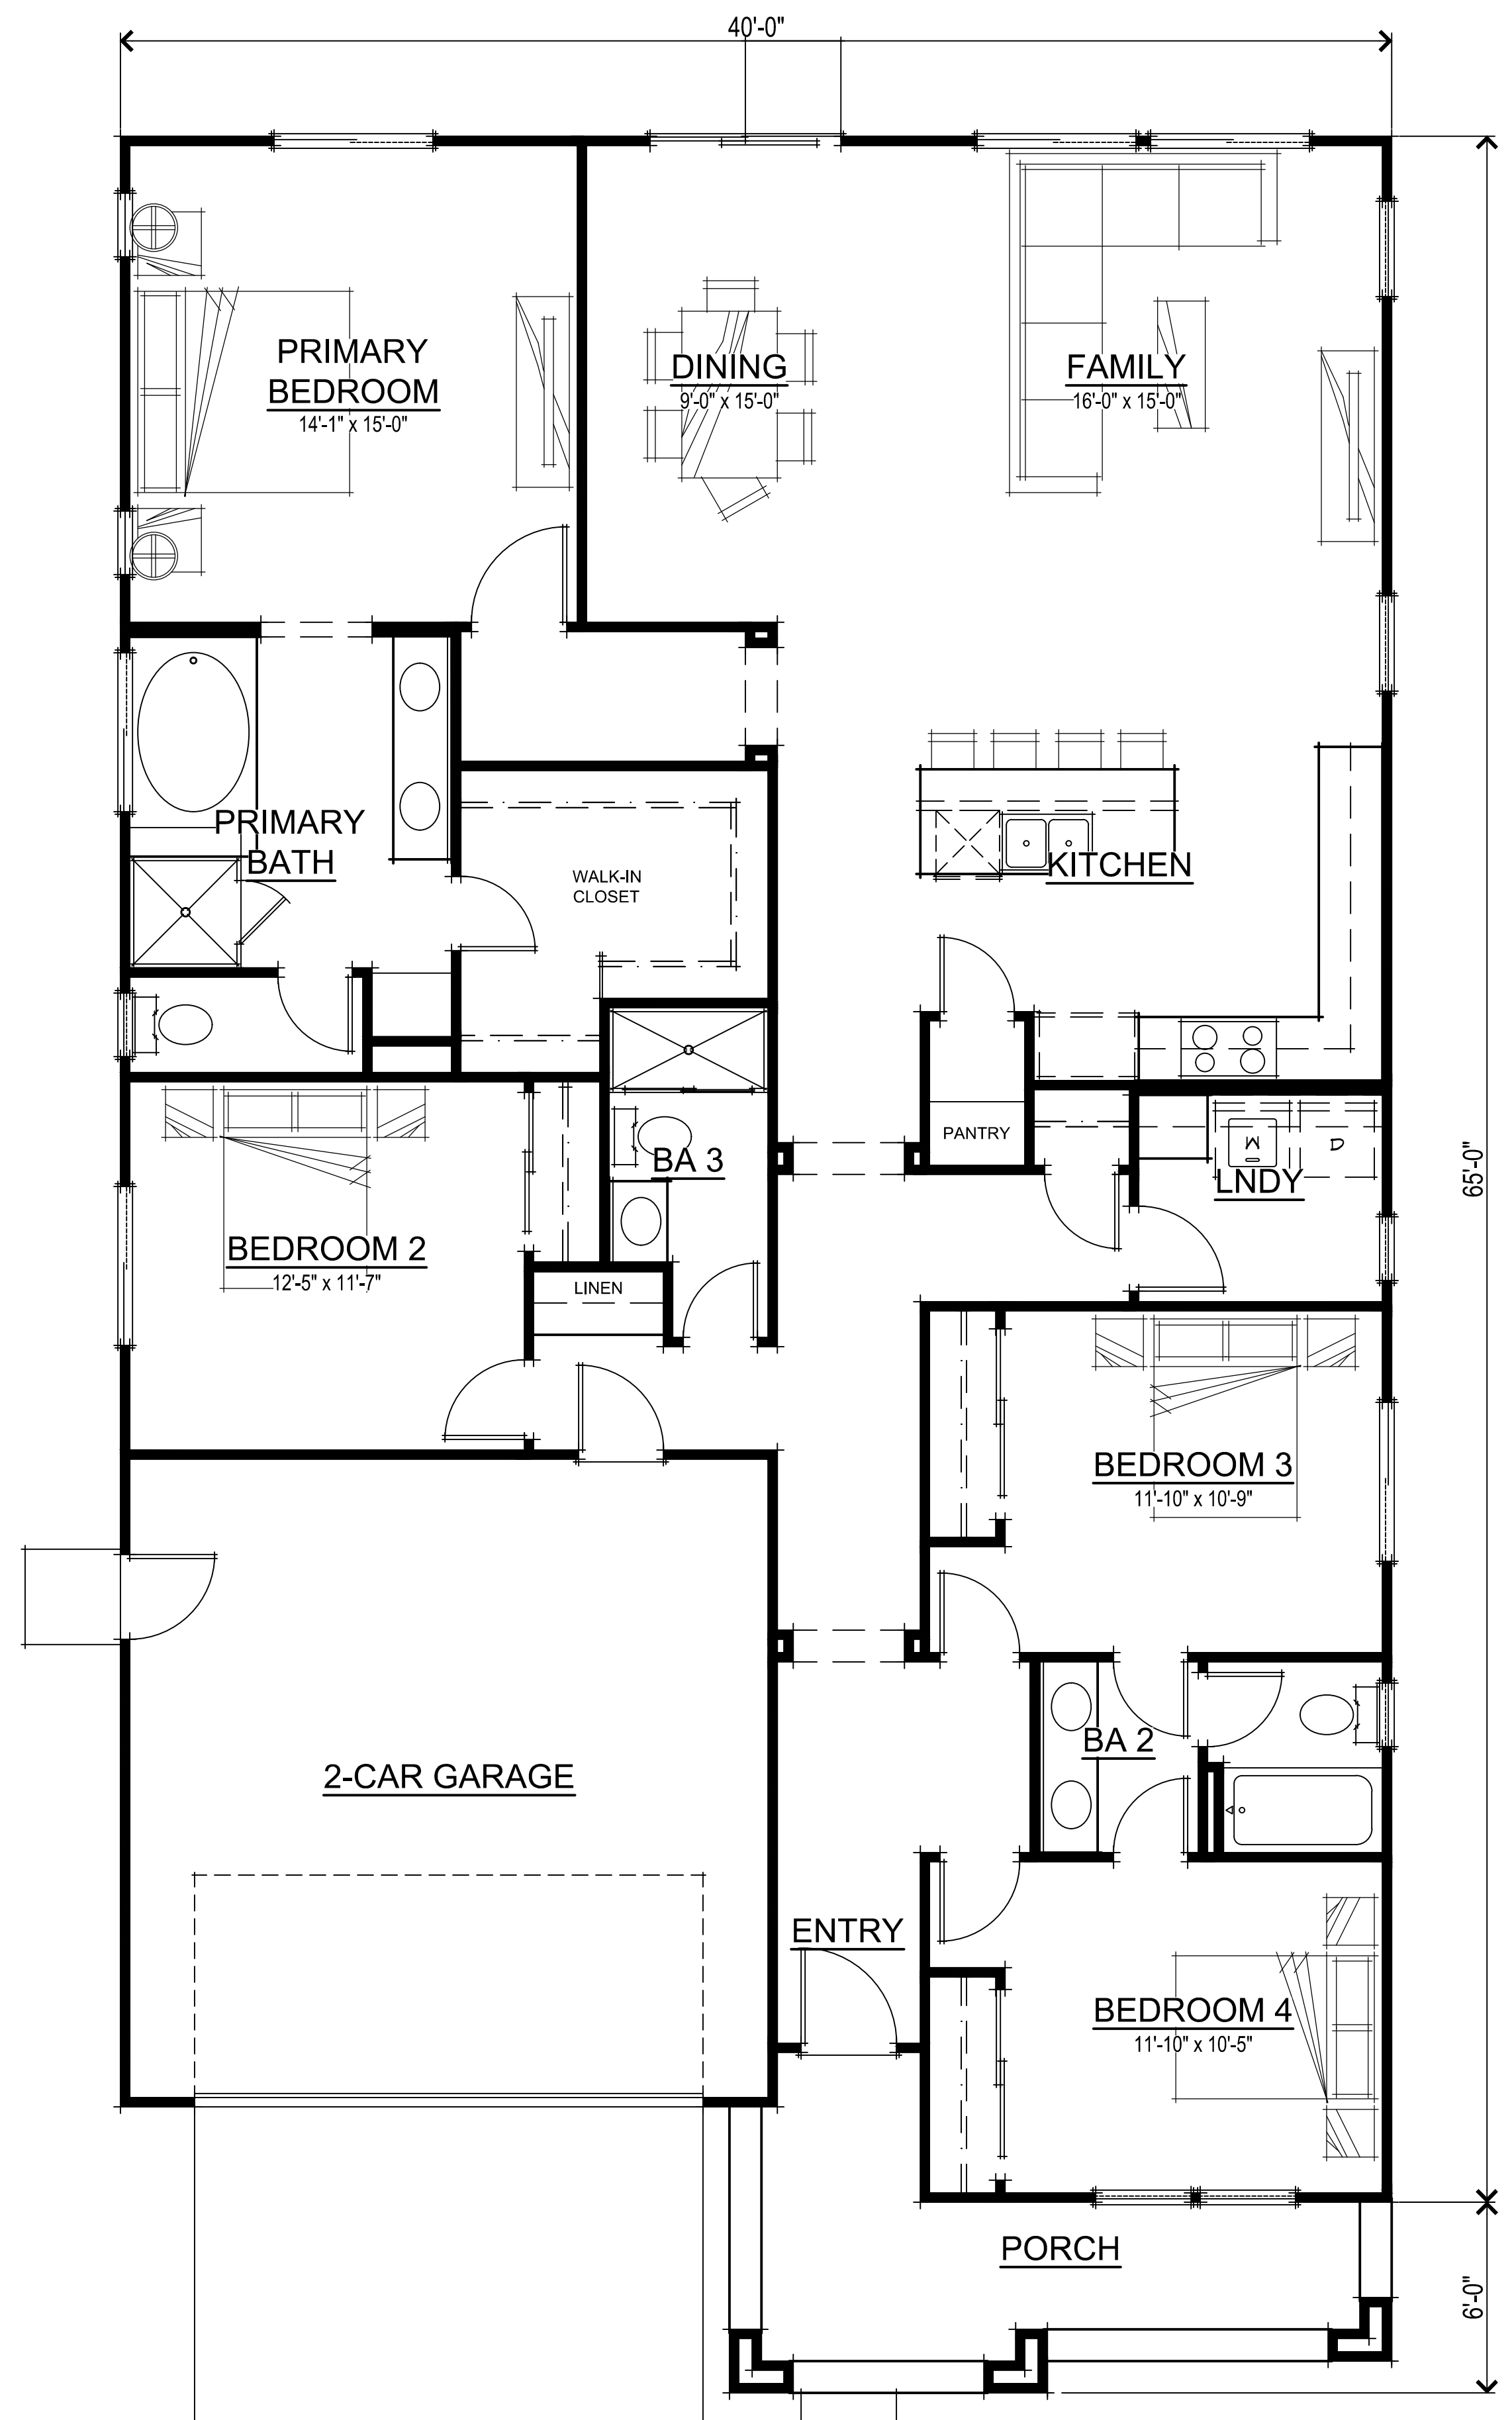 40'-0"
PRIMARY
BEDROOM
14'-1" x 15'-0"
DINING
9'-0" x 15'-0"
FAMILY
16'-0" x 15'-0"
PRIMARY
BATH
WALK-IN
CLOSET
KITCHEN
PANTRY
W
D
LNDY
BA 3
65'-0"
BEDROOM 2
12'-5" x 11'-7"
LINEN
BEDROOM 3
11'-10" x 10'-9"
BA 2
2-CAR GARAGE
ENTRY
BEDROOM 4
11'-10" x 10'-5"
PORCH
6'-0"